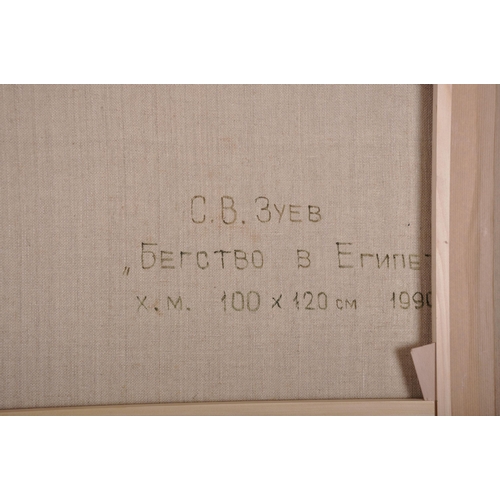 С.В. Зуев
„Бегство в Египе
х.м. 100 х 120 см 1990